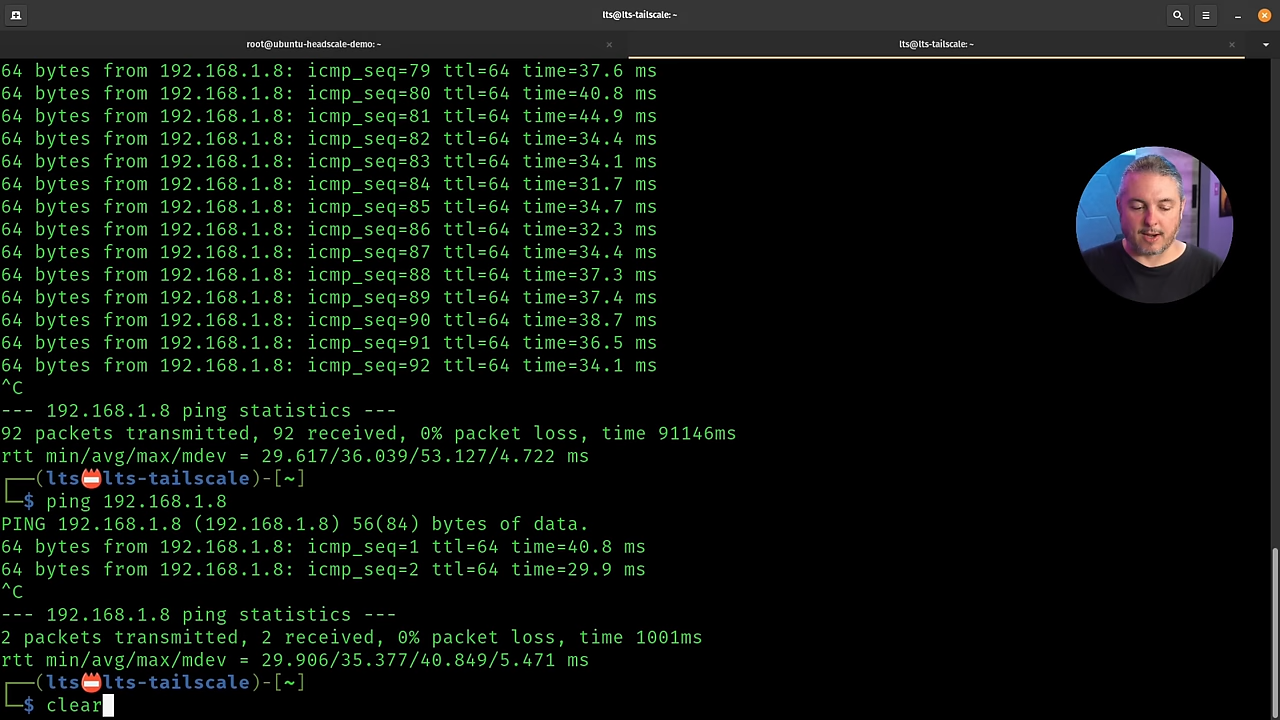 lts@lts-tailscale: ~
root@ubuntu-headscale-demo: ~
lts@lts-tailscale: ~
64 bytes from 192.168.1.8: icmp_seq=79 ttl=64 time=37.6 ms
64 bytes from 192.168.1.8: icmp_seq=80 ttl=64 time=40.8 ms
64 bytes from 192.168.1.8: icmp_seq=81 ttl=64 time=44.9 ms
64 bytes from 192.168.1.8: icmp_seq=82 ttl=64 time=34.4 ms
64 bytes from 192.168.1.8: icmp_seq=83 ttl=64 time=34.1 ms
64 bytes from 192.168.1.8: icmp_seq=84 ttl=64 time=31.7 ms
64 bytes from 192.168.1.8: icmp_seq=85 ttl=64 time=34.7 ms
64 bytes from 192.168.1.8: icmp_seq=86 ttl=64 time=32.3 ms
64 bytes from 192.168.1.8: icmp_seq=87 ttl=64 time=34.4 ms
64 bytes from 192.168.1.8: icmp_seq=88 ttl=64 time=37.3 ms
64 bytes from 192.168.1.8: icmp_seq=89 ttl=64 time=37.4 ms
64 bytes from 192.168.1.8: icmp_seq=90 ttl=64 time=38.7 ms
64 bytes from 192.168.1.8: icmp_seq=91 ttl=64 time=36.5 ms
64 bytes from 192.168.1.8: icmp_seq=92 ttl=64 time=34.1 ms
^C
--- 192.168.1.8 ping statistics ---
92 packets transmitted, 92 received, 0% packet loss, time 91146ms
rtt min/avg/max/mdev = 29.617/36.039/53.127/4.722 ms
┌──(lts📛lts-tailscale)-[~]
└─$ ping 192.168.1.8
PING 192.168.1.8 (192.168.1.8) 56(84) bytes of data.
64 bytes from 192.168.1.8: icmp_seq=1 ttl=64 time=40.8 ms
64 bytes from 192.168.1.8: icmp_seq=2 ttl=64 time=29.9 ms
^C
--- 192.168.1.8 ping statistics ---
2 packets transmitted, 2 received, 0% packet loss, time 1001ms
rtt min/avg/max/mdev = 29.906/35.377/40.849/5.471 ms
┌──(lts📛lts-tailscale)-[~]
└─$ clear